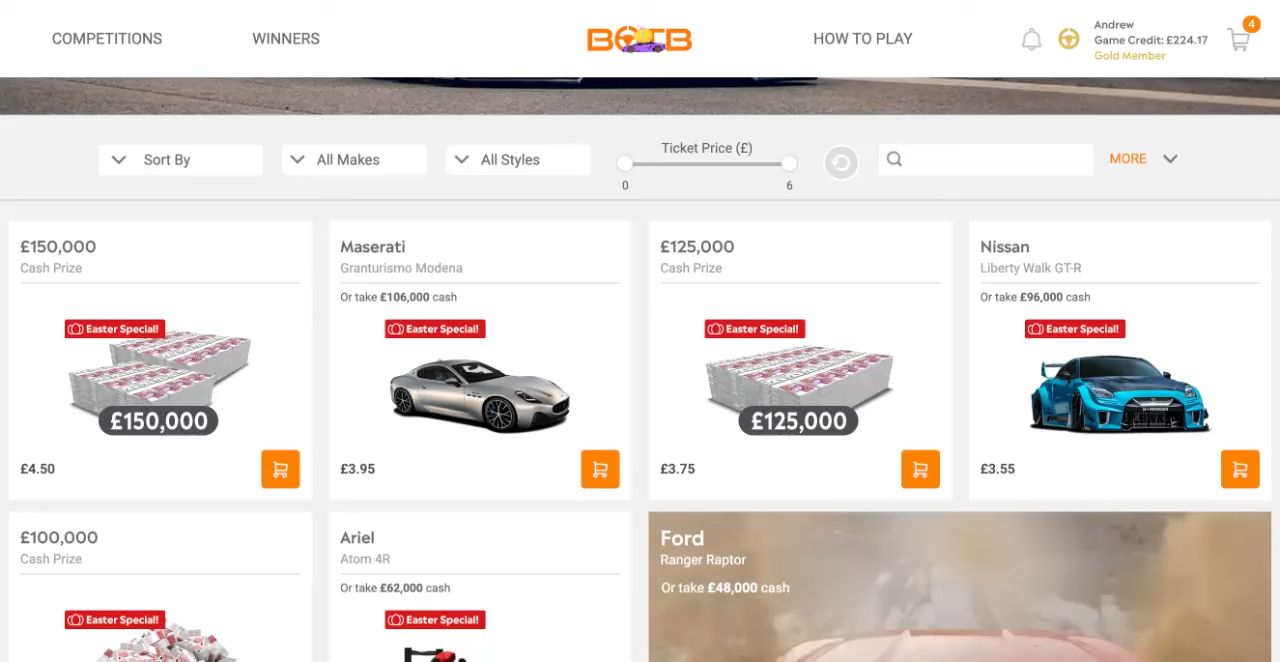 COMPETITIONS
WINNERS
BOTB
HOW TO PLAY
Andrew
Game Credit: £224.17
Gold Member
4
Sort By
All Makes
All Styles
Ticket Price (£)
0
6
MORE
£150,000
Cash Prize
Easter Special!
£150,000
£4.50
Maserati
Granturismo Modena
Or take £106,000 cash
Easter Special!
£3.95
£125,000
Cash Prize
Easter Special!
£125,000
£3.75
Nissan
Liberty Walk GT-R
Or take £96,000 cash
Easter Special!
£3.55
£100,000
Cash Prize
Easter Special!
Ariel
Atom 4R
Or take £62,000 cash
Easter Special!
Ford
Ranger Raptor
Or take £48,000 cash